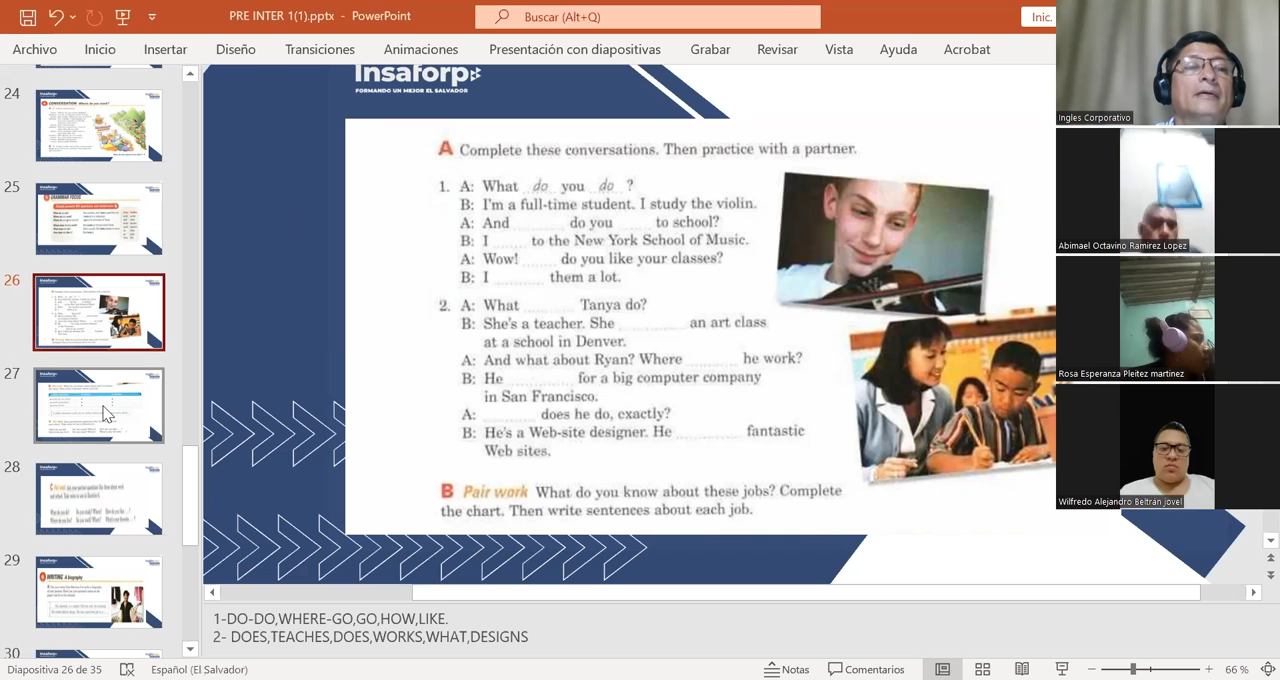 PRE INTER 1(1).pptx - PowerPoint
Buscar (Alt+Q)
Inic.
Archivo Inicio Insertar Diseño Transiciones Animaciones Presentación con diapositivas Grabar Revisar Vista Ayuda Acrobat
24
25
26
27
28
29
30
Insaforp
FORMANDO UN MEJOR EL SALVADOR
A Complete these conversations. Then practice with a partner.
1. A: What do you do ?
B: I'm a full-time student. I study the violin.
A: And ........ do you ........ to school?
B: I ........ to the New York School of Music.
A: Wow! ........ do you like your classes?
B: I ............ them a lot.
2. A: What ............ Tanya do?
B: She's a teacher. She ............ an art class
at a school in Denver.
A: And what about Ryan? Where ............ he work?
B: He ............ for a big computer company
in San Francisco.
A: ............ does he do, exactly?
B: He's a Web-site designer. He ............ fantastic
Web sites.
B Pair work What do you know about these jobs? Complete
the chart. Then write sentences about each job.
1-DO-DO,WHERE-GO,GO,HOW,LIKE.
2- DOES,TEACHES,DOES,WORKS,WHAT,DESIGNS
Ingles Corporativo
Abimael Octavino Ramirez Lopez
Rosa Esperanza Pleitez martinez
Wilfredo Alejandro Beltrán jovel
Diapositiva 26 de 35 Español (El Salvador) Notas Comentarios 66 %